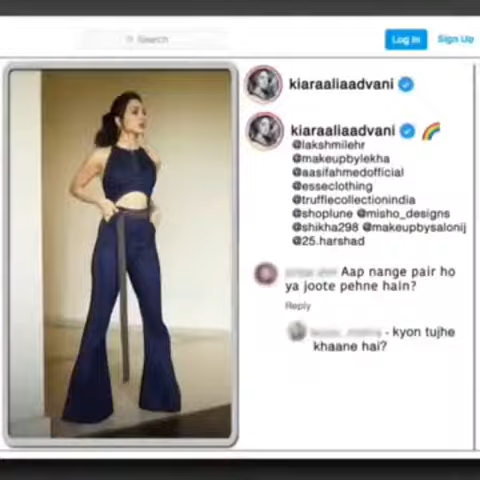 Search
Log In
Sign Up
kiaraaliaadvani
kiaraaliaadvani
@lakshmilehr
@makeupbylekha
@aasifahmedofficial
@esseclothing
@trufflecollectionindia
@shoplune @misho_designs
@shikha298 @makeupbysalonij
@25.harshad
Aap nange pair ho
ya joote pehne hain?
Reply
- kyon tujhe
khaane hai?